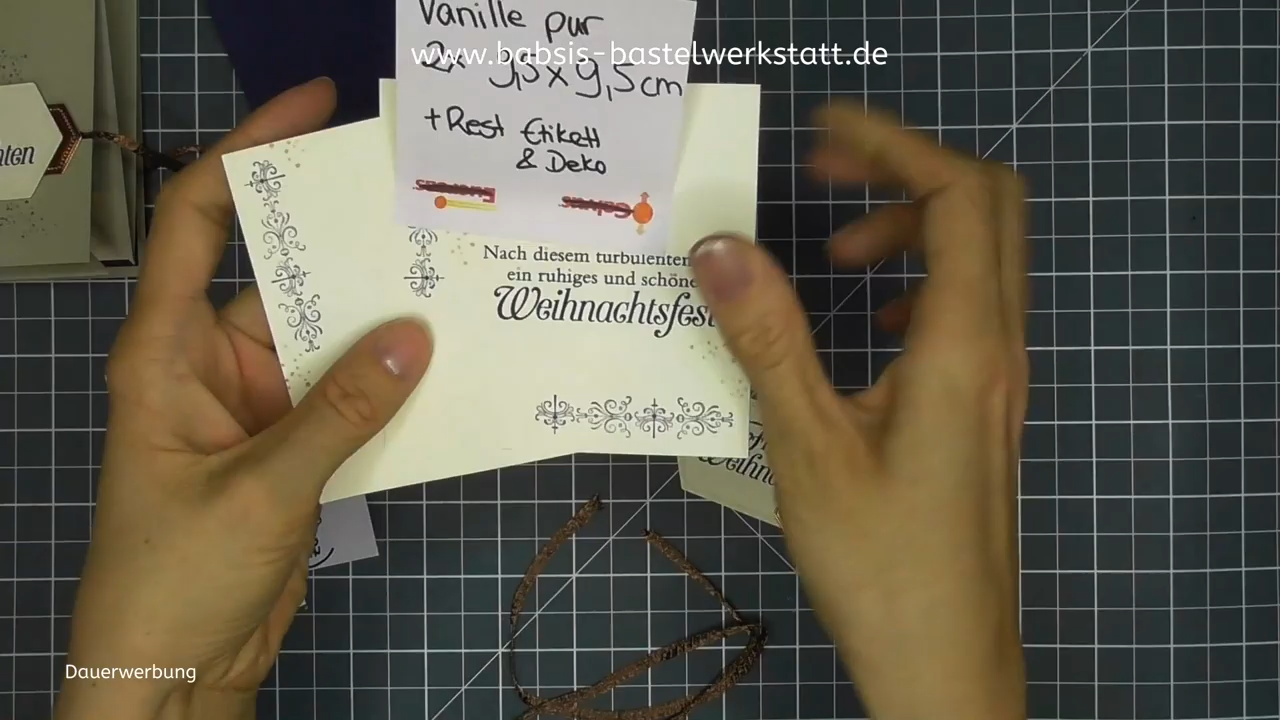 Vanille pur
www.babsis-bastelwerkstatt.de
2x 9,5 x 9,5 cm
+ Rest Etikett
& Deko
Nach diesem turbulenten
ein ruhiges und schöne
Weihnachtsfest
Weihn
Dauerwerbung